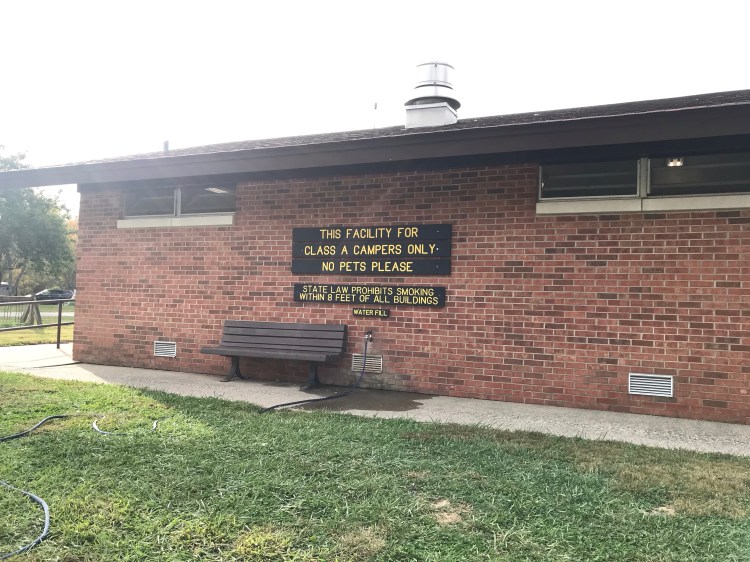 THIS FACILITY FOR
CLASS A CAMPERS ONLY.
NO PETS PLEASE
STATE LAW PROHIBITS SMOKING
WITHIN 8 FEET OF ALL BUILDINGS
WATER FILL